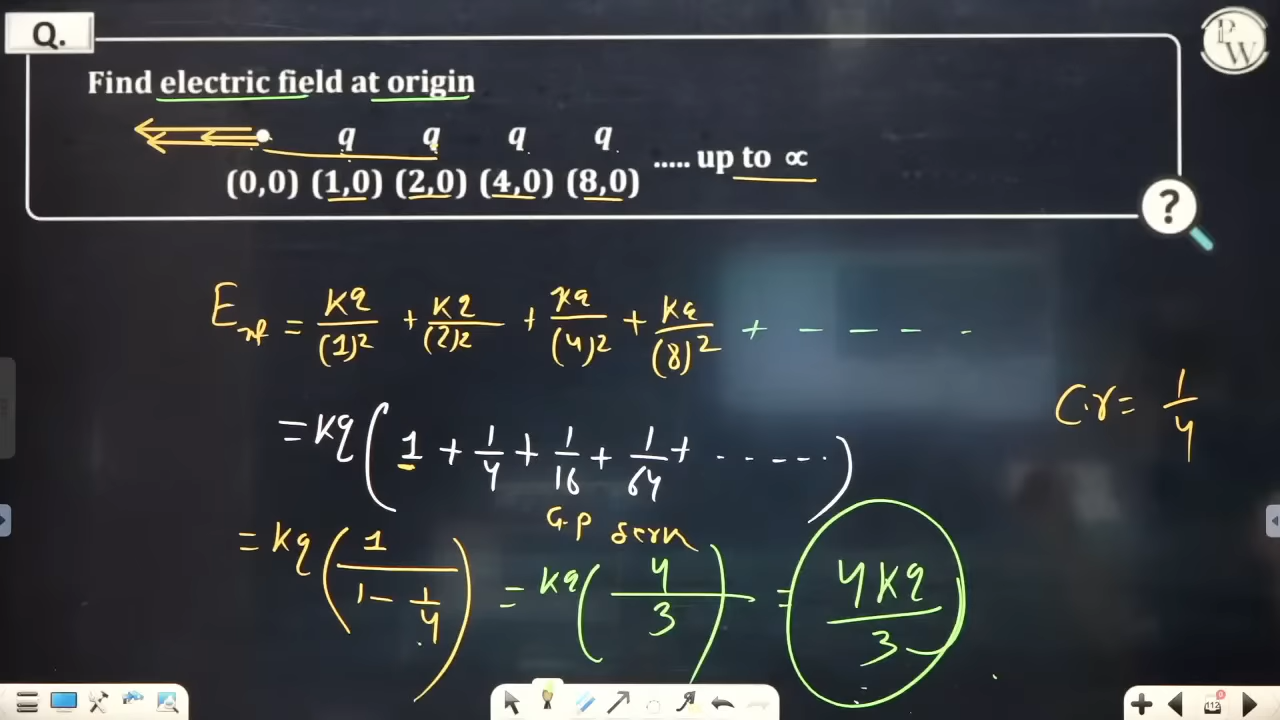 Q.
PW
Find electric field at origin
q q q q
(0,0) (1,0) (2,0) (4,0) (8,0) ..... up to ∝
?
E = Kq/(1)² + Kq/(2)² + Kq/(4)² + Kq/(8)² + - - - -
C.r = 1/4
= Kq ( 1 + 1/4 + 1/16 + 1/64 + ...... )
G.P
= Kq ( 1 / 1 - 1/4 ) = Kq ( 4/3 ) = 4Kq/3
112